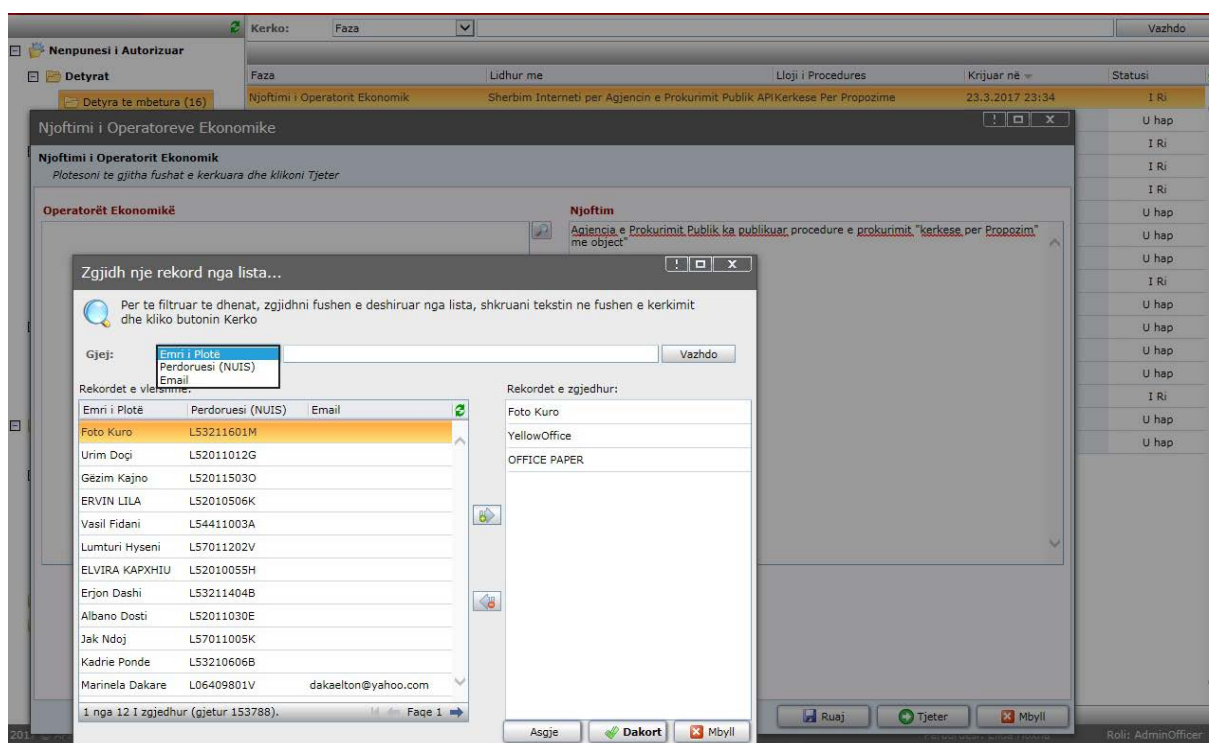 Kerko: Faza Vazhdo
Nenpunesi i Autorizuar
Detyrat
Detyra te mbetura (16)
Faza Lidhur me Lloji i Procedures Krijuar në Statusi
Njoftimi i Operatorit Ekonomik Sherbim Interneti per Agjencin e Prokurimit Publik API Kerkese Per Propozime 23.3.2017 23:34 I Ri
U hap
I Ri
I Ri
I Ri
U hap
U hap
U hap
I Ri
U hap
U hap
U hap
U hap
I Ri
U hap
U hap
Njoftimi i Operatoreve Ekonomike
Njoftimi i Operatorit Ekonomik
Plotesoni te gjitha fushat e kerkuara dhe klikoni Tjeter
Operatorët Ekonomikë Njoftim
Agjencia e Prokurimit Publik ka publikuar procedure e prokurimit "kerkese per Propozim"
me object"
Zgjidh nje rekord nga lista...
Per te filtruar te dhenat, zgjidhni fushen e deshiruar nga lista, shkruani tekstin ne fushen e kerkimit
dhe kliko butonin Kerko
Gjej: Emri i Plotë Vazhdo
Perdoruesi (NUIS)
Email
Rekordet e vlershme: Rekordet e zgjedhur:
Emri i Plotë Perdoruesi (NUIS) Email
Foto Kuro L53211601M
Urim Doçi L52011012G
Gëzim Kajno L52011503O
ERVIN LILA L52010506K
Vasil Fidani L54411003A
Lumturi Hyseni L57011202V
ELVIRA KAPXHIU L52010055H
Erjon Dashi L53211404B
Albano Dosti L52011030E
Jak Ndoj L57011005K
Kadrie Ponde L53210606B
Marinela Dakare L06409801V dakaelton@yahoo.com
1 nga 12 I zgjedhur (gjetur 153788). Faqe 1
Foto Kuro
YellowOffice
OFFICE PAPER
Asgje Dakort Mbyll
Ruaj Tjeter Mbyll
Roli: AdminOfficer